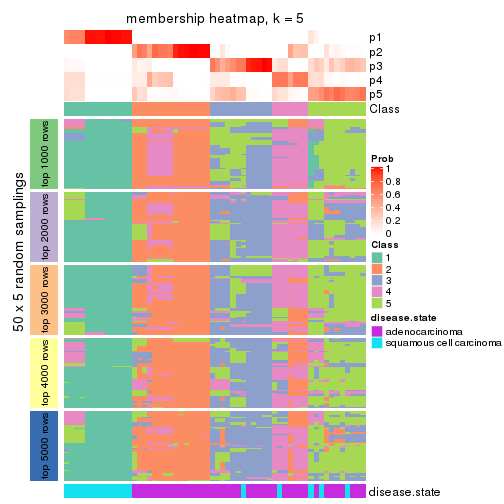 membership heatmap, k = 5
p1
p2
p3
p4
p5
Class
50 x 5 random samplings
top 1000 rows
top 2000 rows
top 3000 rows
top 4000 rows
top 5000 rows
disease.state
Prob
1
0.8
0.6
0.4
0.2
0
Class
1
2
3
4
5
disease.state
adenocarcinoma
squamous cell carcinoma